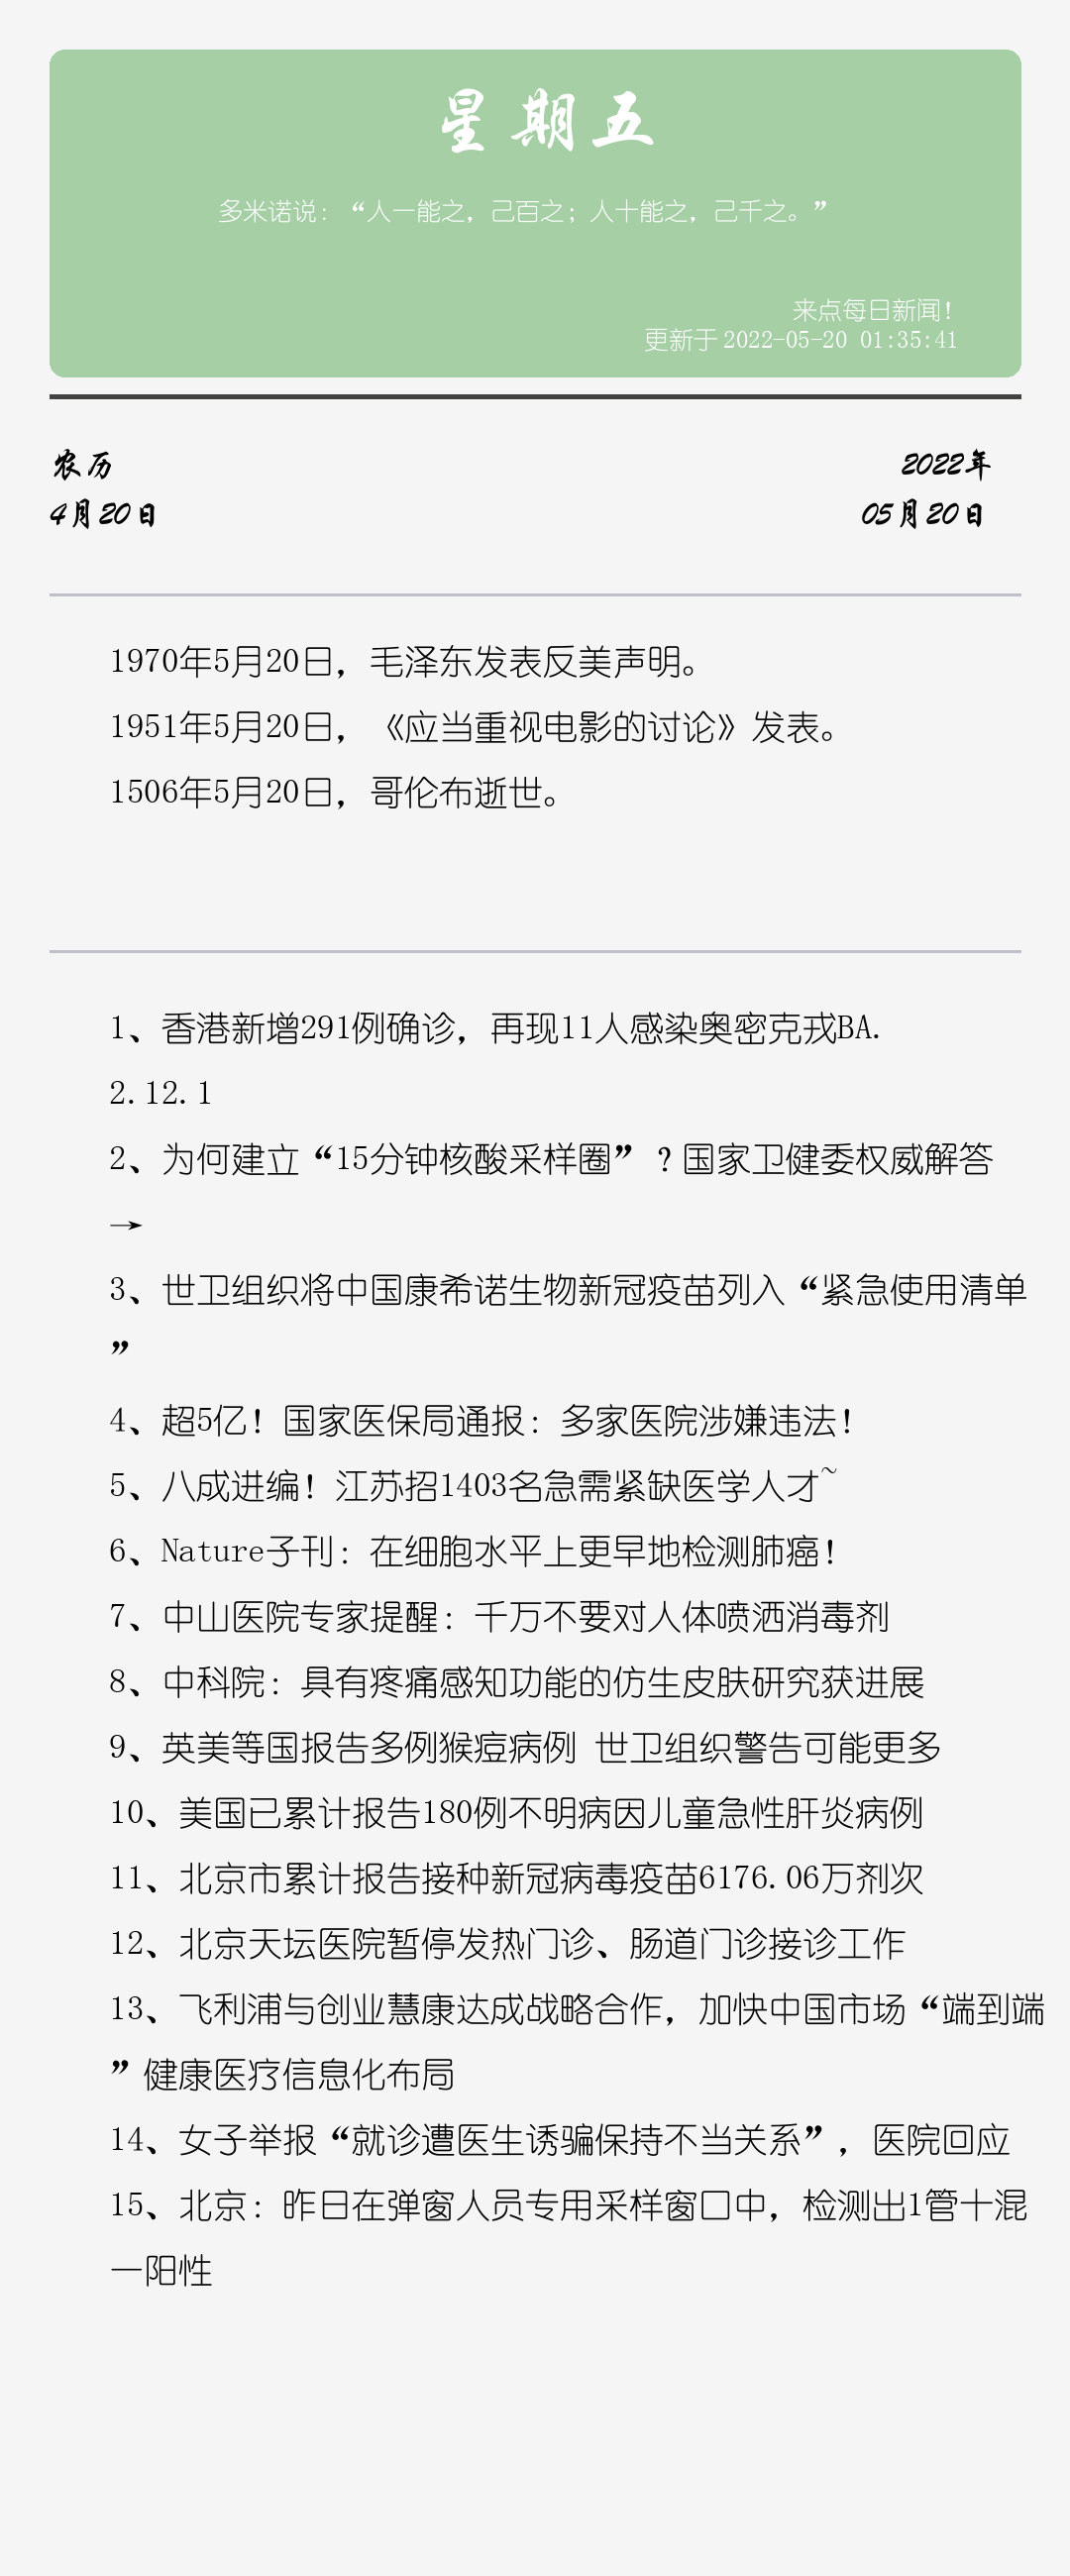 星期五
多米诺说：“人一能之，己百之；人十能之，己千之。”
来点每日新闻！
更新于2022-05-20 01:35:41
农历
2022年
4月20日
05月20日
1970年5月20日，毛泽东发表反美声明。
1951年5月20日，《应当重视电影的讨论》发表。
1506年5月20日，哥伦布逝世。
1、香港新增291例确诊，再现11人感染奥密克戎BA.
2.12.1
2、为何建立“15分钟核酸采样圈”？国家卫健委权威解答
→
3、世卫组织将中国康希诺生物新冠疫苗列入“紧急使用清单
”
4、超5亿！国家医保局通报：多家医院涉嫌违法！
5、八成进编！江苏招1403名急需紧缺医学人才~
6、Nature子刊：在细胞水平上更早地检测肺癌！
7、中山医院专家提醒：千万不要对人体喷洒消毒剂
8、中科院：具有疼痛感知功能的仿生皮肤研究获进展
9、英美等国报告多例猴痘病例 世卫组织警告可能更多
10、美国已累计报告180例不明病因儿童急性肝炎病例
11、北京市累计报告接种新冠病毒疫苗6176.06万剂次
12、北京天坛医院暂停发热门诊、肠道门诊接诊工作
13、飞利浦与创业慧康达成战略合作，加快中国市场“端到端
”健康医疗信息化布局
14、女子举报“就诊遭医生诱骗保持不当关系”，医院回应
15、北京：昨日在弹窗人员专用采样窗口中，检测出1管十混
一阳性